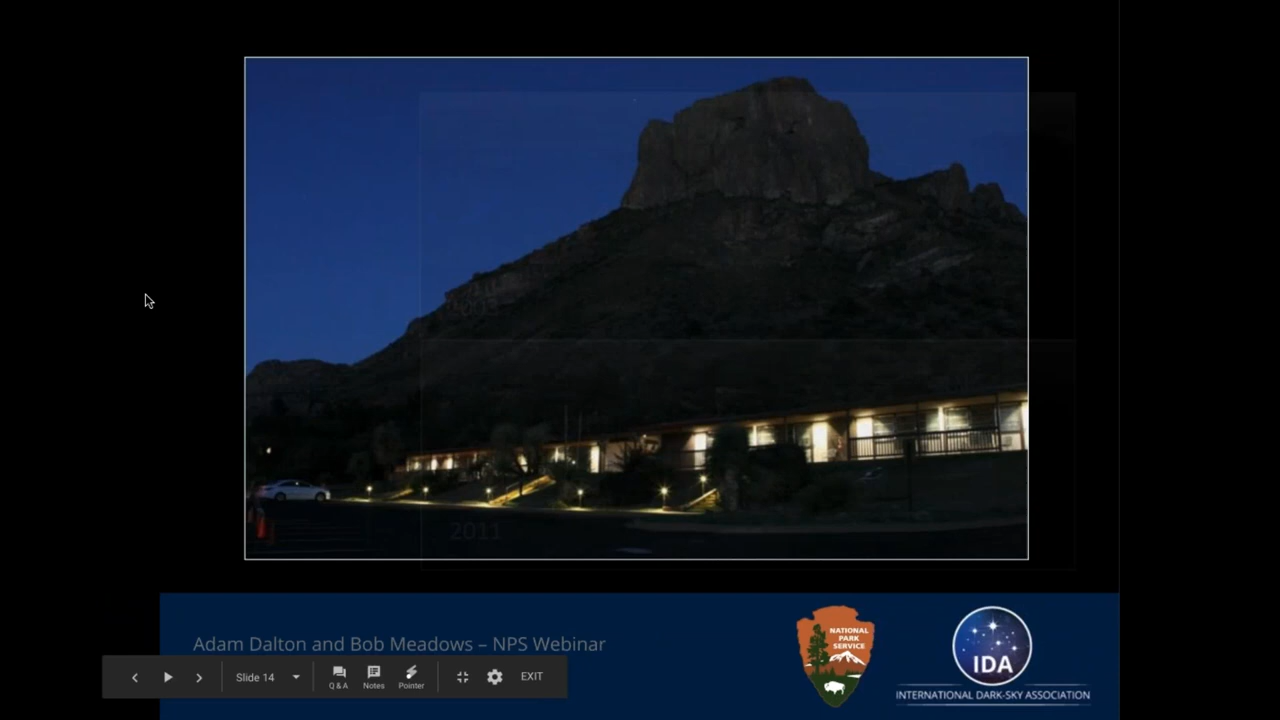 2011
Adam Dalton and Bob Meadows – NPS Webinar
NATIONAL
PARK
SERVICE
IDA
INTERNATIONAL DARK-SKY ASSOCIATION
Slide 14
Q & A
Notes
Pointer
EXIT